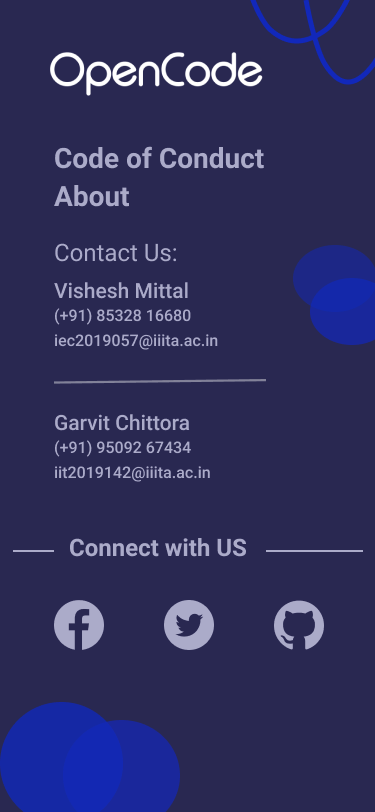 OpenCode
Code of Conduct
About
Contact Us:
Vishesh Mittal
(+91) 85328 16680
iec2019057@iiita.ac.in
Garvit Chittora
(+91) 95092 67434
iit2019142@iiita.ac.in
Connect with US